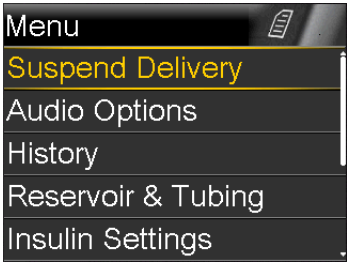 Menu
Suspend Delivery
Audio Options
History
Reservoir & Tubing
Insulin Settings